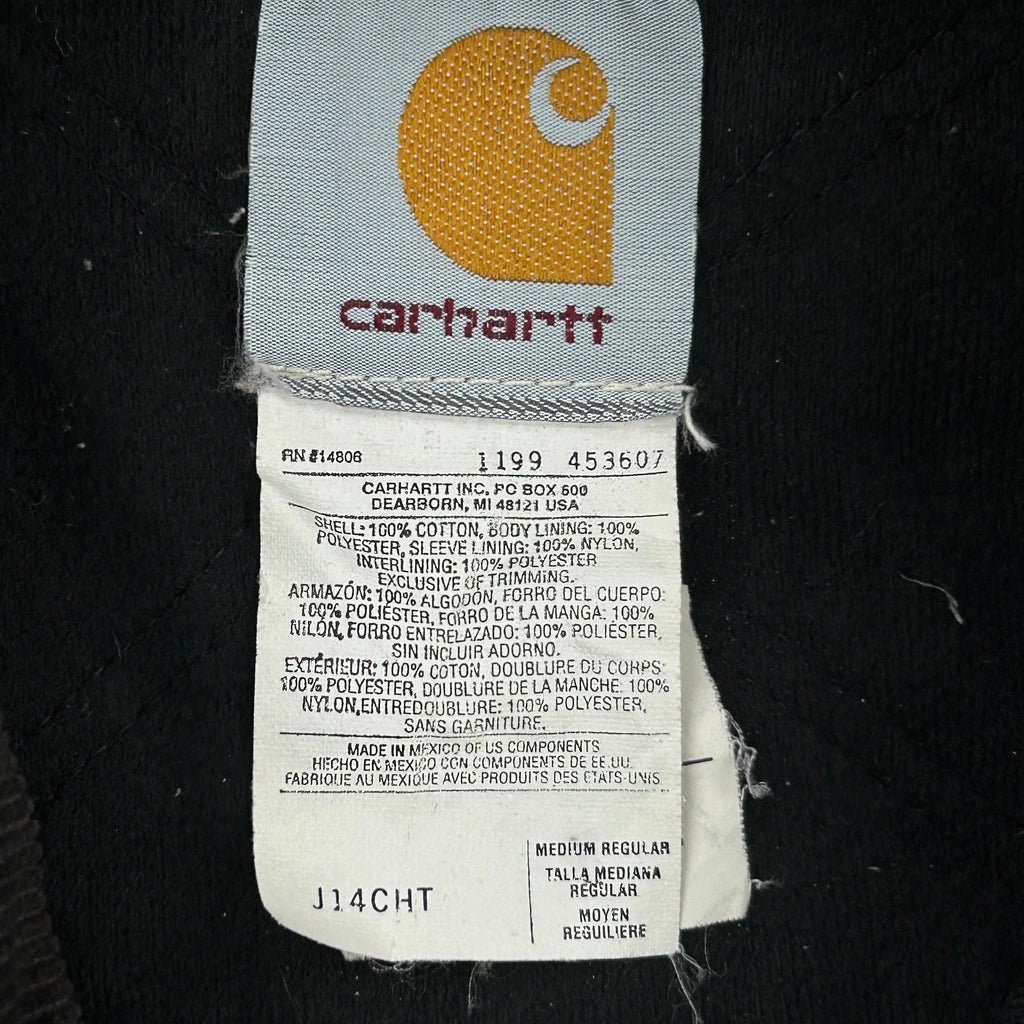 carhartt
RN #14806 1199 453607
CARHARTT INC. PO BOX 600
DEARBORN, MI 48121 USA
SHELL: 100% COTTON, BODY LINING: 100%
POLYESTER, SLEEVE LINING: 100% NYLON,
INTERLINING: 100% POLYESTER
EXCLUSIVE OF TRIMMING.
ARMAZÓN: 100% ALGODÓN, FORRO DEL CUERPO:
100% POLIÉSTER, FORRO DE LA MANGA: 100%
NILÓN, FORRO ENTRELAZADO: 100% POLIÉSTER,
SIN INCLUIR ADORNO.
EXTÉRIEUR: 100% COTON, DOUBLURE DU CORPS:
100% POLYESTER, DOUBLURE DE LA MANCHE: 100%
NYLON, ENTREDOUBLURE: 100% POLYESTER,
SANS GARNITURE.
MADE IN MEXICO OF US COMPONENTS
HECHO EN MEXICO CON COMPONENTS DE EE.UU.
FABRIQUE AU MEXIQUE AVEC PRODUITS DES ETATS-UNIS
J14CHT
MEDIUM REGULAR
TALLA MEDIANA
REGULAR
MOYEN
REGUILIERE